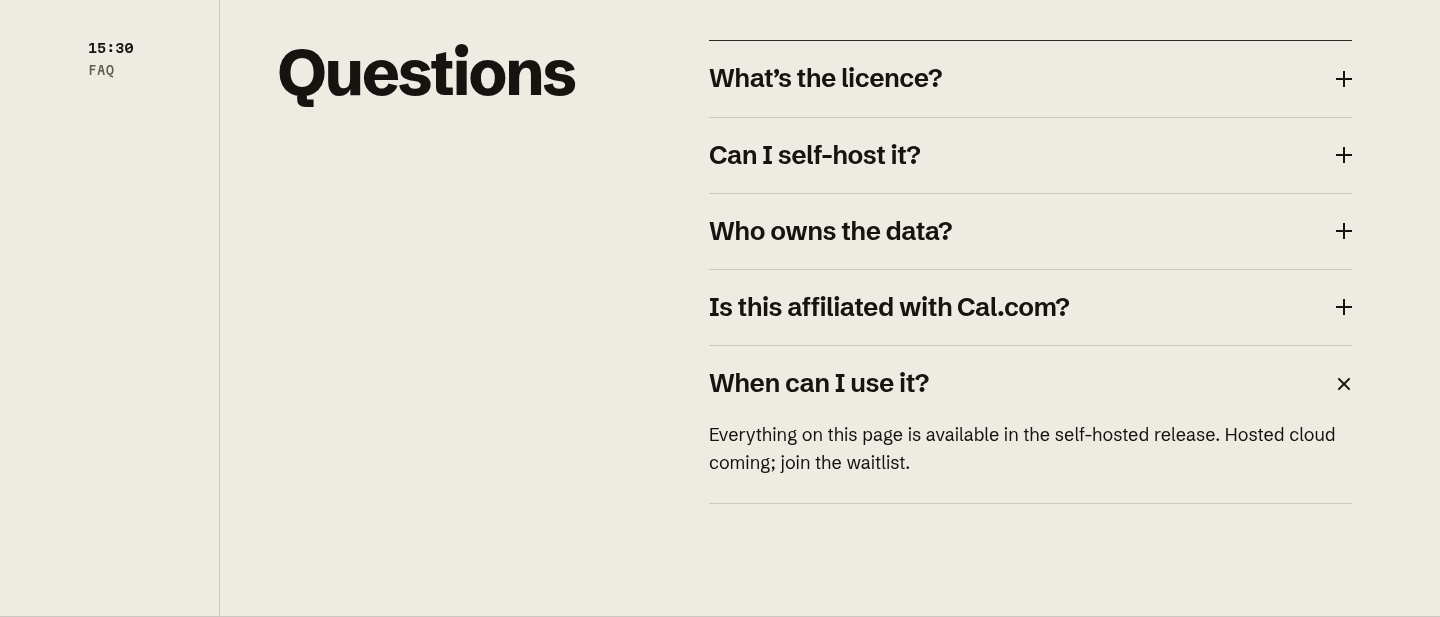 15:30
FAQ
Questions
What’s the licence?
Can I self-host it?
Who owns the data?
Is this affiliated with Cal.com?
When can I use it?
Everything on this page is available in the self-hosted release. Hosted cloud
coming; join the waitlist.